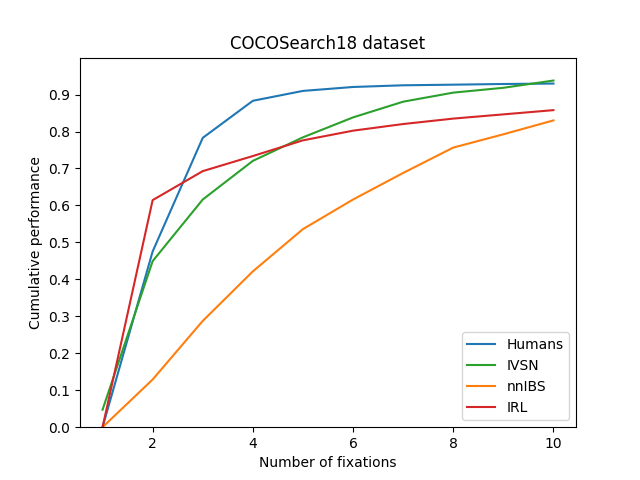 COCOSearch18 dataset
Cumulative performance
0.9
0.8
0.7
0.6
0.5
0.4
0.3
0.2
0.1
0.0
Humans
IVSN
nnIBS
IRL
2 4 6 8 10
Number of fixations